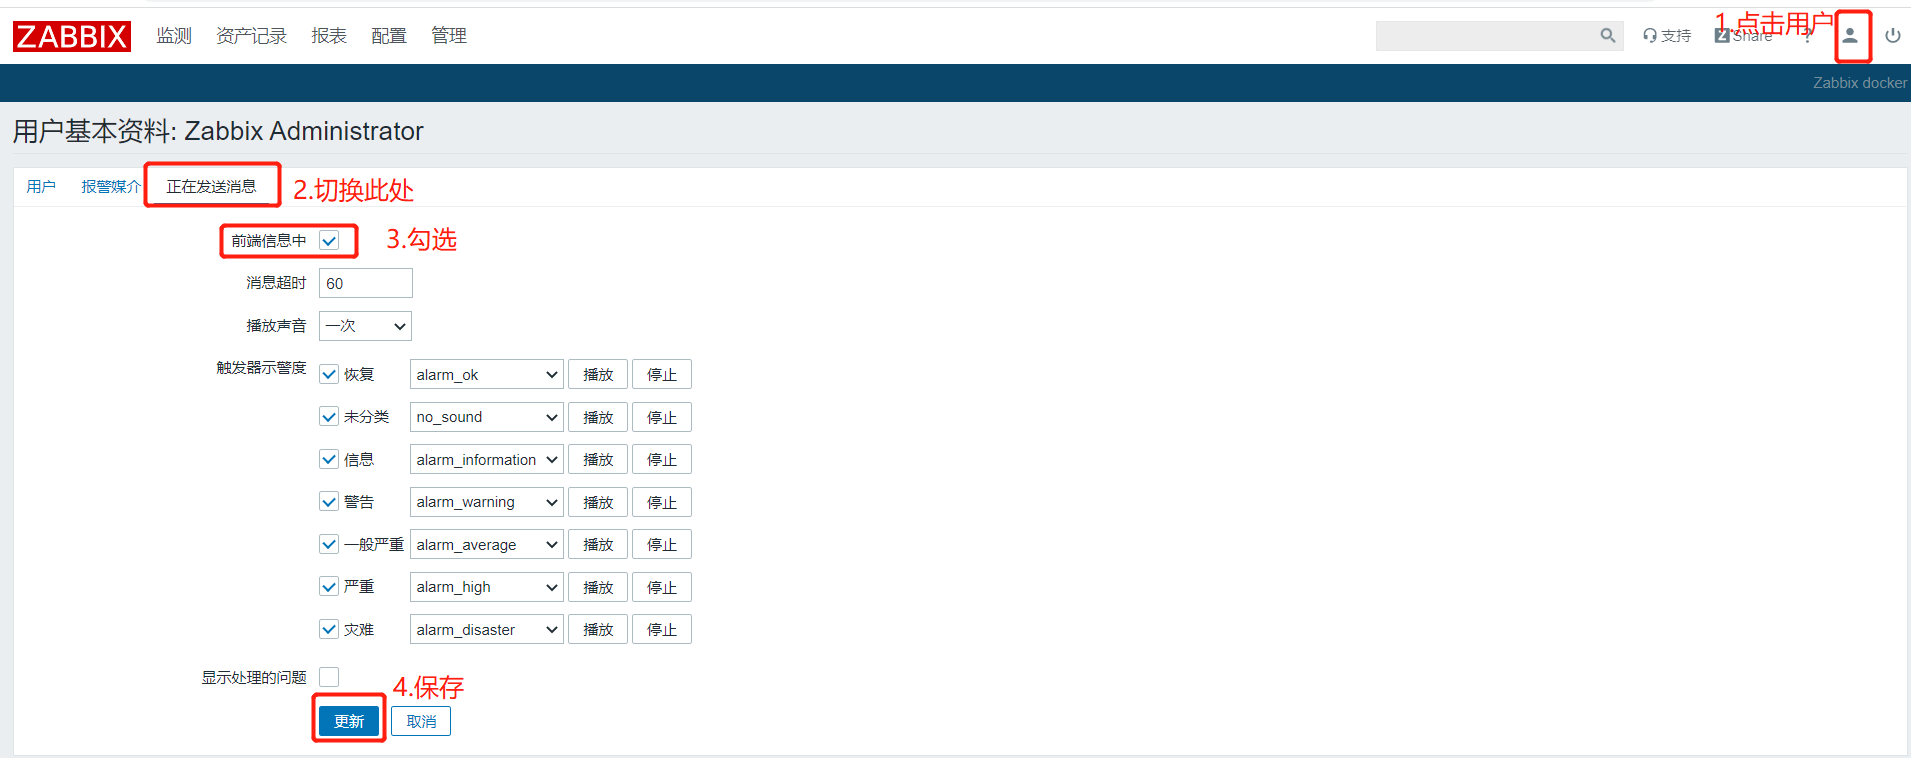 ZABBIX 监测 资产记录 报表 配置 管理 支持 Share ? 1.点击用户
Zabbix docker
用户基本资料: Zabbix Administrator
用户 报警媒介 正在发送消息 2.切换此处
前端信息中 3.勾选
消息超时 60
播放声音 一次
触发器示警度 恢复 alarm_ok 播放 停止
未分类 no_sound 播放 停止
信息 alarm_information 播放 停止
警告 alarm_warning 播放 停止
一般严重 alarm_average 播放 停止
严重 alarm_high 播放 停止
灾难 alarm_disaster 播放 停止
显示处理的问题
4.保存
更新 取消